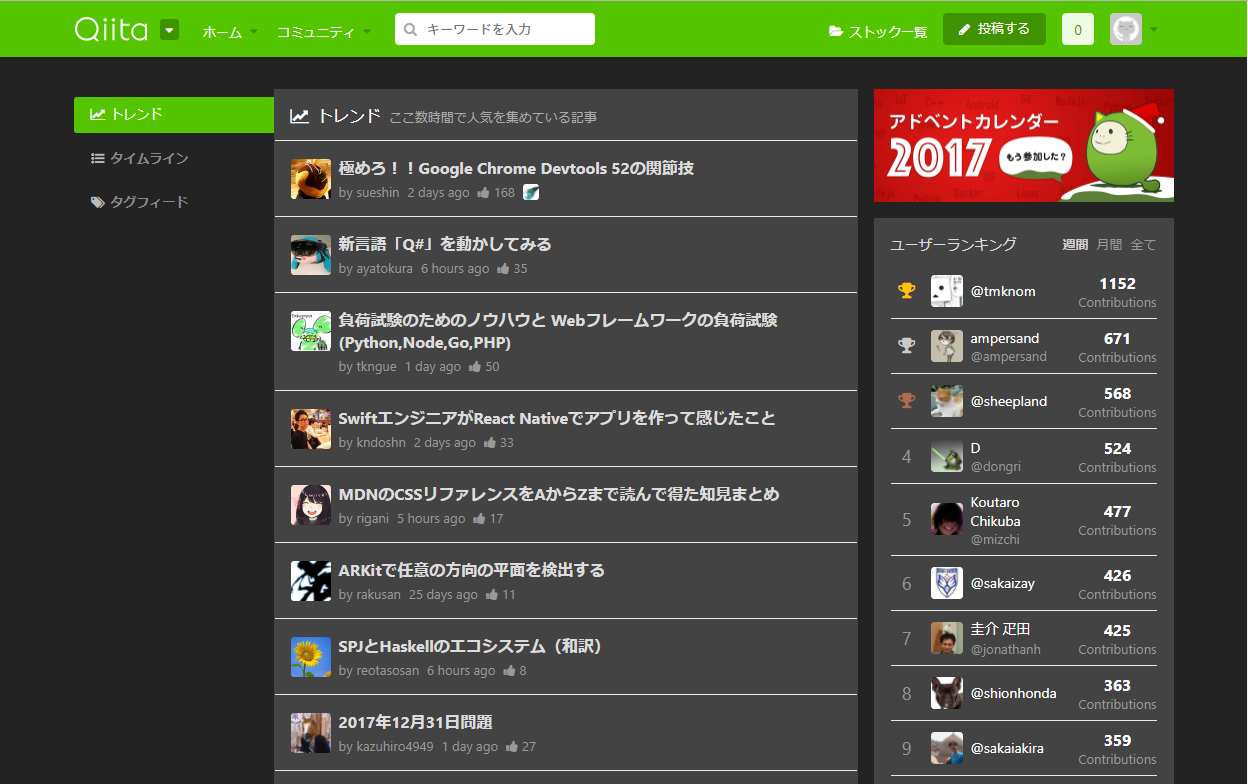 Qiita ホーム コミュニティ キーワードを入力 ストック一覧 投稿する 0
トレンド
タイムライン
タグフィード
トレンド ここ数時間で人気を集めている記事
極めろ！！Google Chrome Devtools 52の関節技
by sueshin 2 days ago 168
新言語「Q#」を動かしてみる
by ayatokura 6 hours ago 35
負荷試験のためのノウハウと Webフレームワークの負荷試験
(Python,Node,Go,PHP)
by tkngue 1 day ago 50
SwiftエンジニアがReact Nativeでアプリを作って感じたこと
by kndoshn 2 days ago 33
MDNのCSSリファレンスをAからZまで読んで得た知見まとめ
by rigani 5 hours ago 17
ARKitで任意の方向の平面を検出する
by rakusan 25 days ago 11
SPJとHaskellのエコシステム（和訳）
by reotasosan 6 hours ago 8
2017年12月31日問題
by kazuhiro4949 1 day ago 27
アドベントカレンダー
2017 もう参加した？
ユーザーランキング 週間 月間 全て
@tmknom 1152
Contributions
ampersand 671
@ampersand Contributions
@sheepland 568
Contributions
4 D 524
@dongri Contributions
5 Koutaro
Chikuba 477
@mizchi Contributions
6 @sakaizay 426
Contributions
7 圭介 疋田 425
@jonathanh Contributions
8 @shionhonda 363
Contributions
9 @sakaiakira 359
Contributions